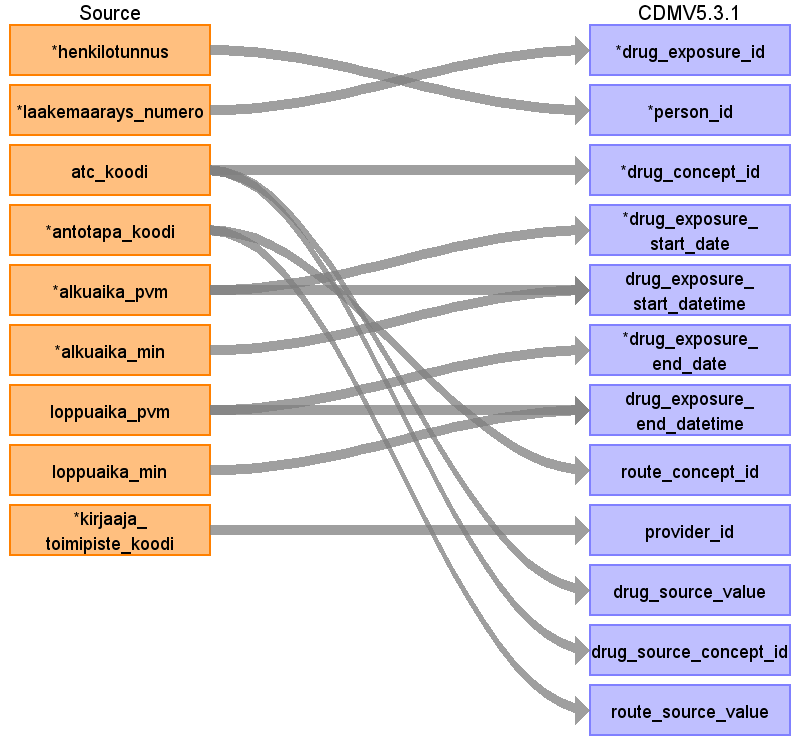 Source
*henkilotunnus
*laakemaarays_numero
atc_koodi
*antotapa_koodi
*alkuaika_pvm
*alkuaika_min
loppuaika_pvm
loppuaika_min
*kirjaaja_
toimipiste_koodi
CDMV5.3.1
*drug_exposure_id
*person_id
*drug_concept_id
*drug_exposure_
start_date
drug_exposure_
start_datetime
*drug_exposure_
end_date
drug_exposure_
end_datetime
route_concept_id
provider_id
drug_source_value
drug_source_concept_id
route_source_value